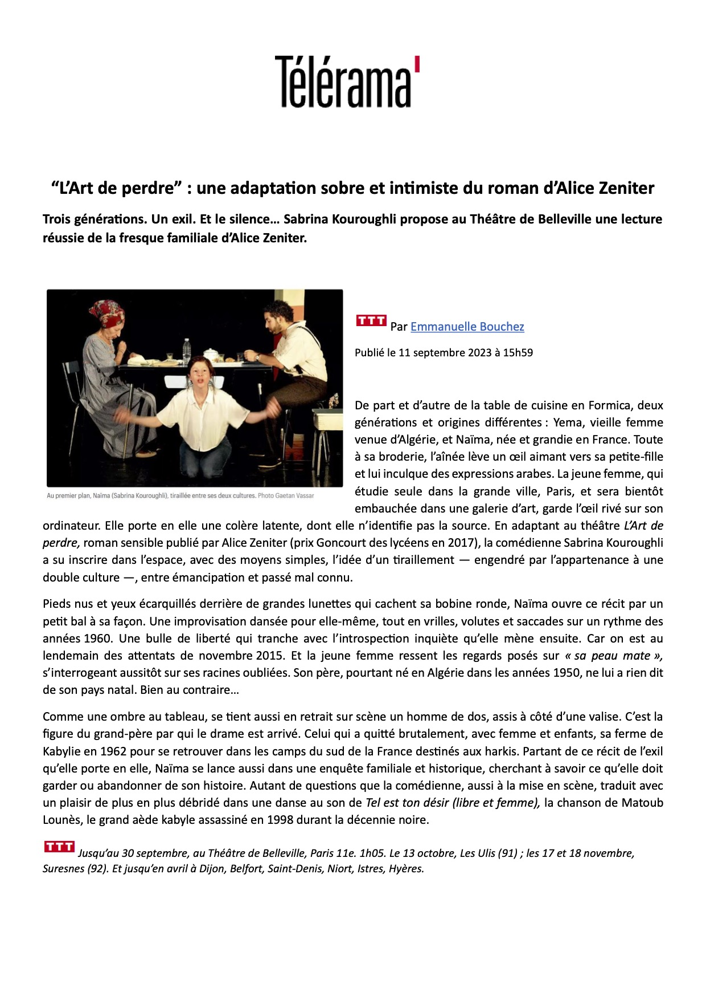 Télérama'
“L’Art de perdre” : une adaptation sobre et intimiste du roman d’Alice Zeniter
Trois générations. Un exil. Et le silence… Sabrina Kouroughli propose au Théâtre de Belleville une lecture
réussie de la fresque familiale d’Alice Zeniter.
TTT Par Emmanuelle Bouchez
Publié le 11 septembre 2023 à 15h59
Au premier plan, Naïma (Sabrina Kouroughli), tiraillée entre ses deux cultures. Photo Gaetan Vassar
De part et d’autre de la table de cuisine en Formica, deux
générations et origines différentes : Yema, vieille femme
venue d’Algérie, et Naïma, née et grandie en France. Toute
à sa broderie, l’aînée lève un œil aimant vers sa petite-fille
et lui inculque des expressions arabes. La jeune femme, qui
étudie seule dans la grande ville, Paris, et sera bientôt
embauchée dans une galerie d’art, garde l’œil rivé sur son
ordinateur. Elle porte en elle une colère latente, dont elle n’identifie pas la source. En adaptant au théâtre L’Art de
perdre, roman sensible publié par Alice Zeniter (prix Goncourt des lycéens en 2017), la comédienne Sabrina Kouroughli
a su inscrire dans l’espace, avec des moyens simples, l’idée d’un tiraillement — engendré par l’appartenance à une
double culture —, entre émancipation et passé mal connu.
Pieds nus et yeux écarquillés derrière de grandes lunettes qui cachent sa bobine ronde, Naïma ouvre ce récit par un
petit bal à sa façon. Une improvisation dansée pour elle-même, tout en vrilles, volutes et saccades sur un rythme des
années 1960. Une bulle de liberté qui tranche avec l’introspection inquiète qu’elle mène ensuite. Car on est au
lendemain des attentats de novembre 2015. Et la jeune femme ressent les regards posés sur « sa peau mate »,
s’interrogeant aussitôt sur ses racines oubliées. Son père, pourtant né en Algérie dans les années 1950, ne lui a rien dit
de son pays natal. Bien au contraire…
Comme une ombre au tableau, se tient aussi en retrait sur scène un homme de dos, assis à côté d’une valise. C’est la
figure du grand-père par qui le drame est arrivé. Celui qui a quitté brutalement, avec femme et enfants, sa ferme de
Kabylie en 1962 pour se retrouver dans les camps du sud de la France destinés aux harkis. Partant de ce récit de l’exil
qu’elle porte en elle, Naïma se lance aussi dans une enquête familiale et historique, cherchant à savoir ce qu’elle doit
garder ou abandonner de son histoire. Autant de questions que la comédienne, aussi à la mise en scène, traduit avec
un plaisir de plus en plus débridé dans une danse au son de Tel est ton désir (libre et femme), la chanson de Matoub
Lounès, le grand aède kabyle assassiné en 1998 durant la décennie noire.
TTT Jusqu’au 30 septembre, au Théâtre de Belleville, Paris 11e. 1h05. Le 13 octobre, Les Ulis (91) ; les 17 et 18 novembre,
Suresnes (92). Et jusqu’en avril à Dijon, Belfort, Saint-Denis, Niort, Istres, Hyères.